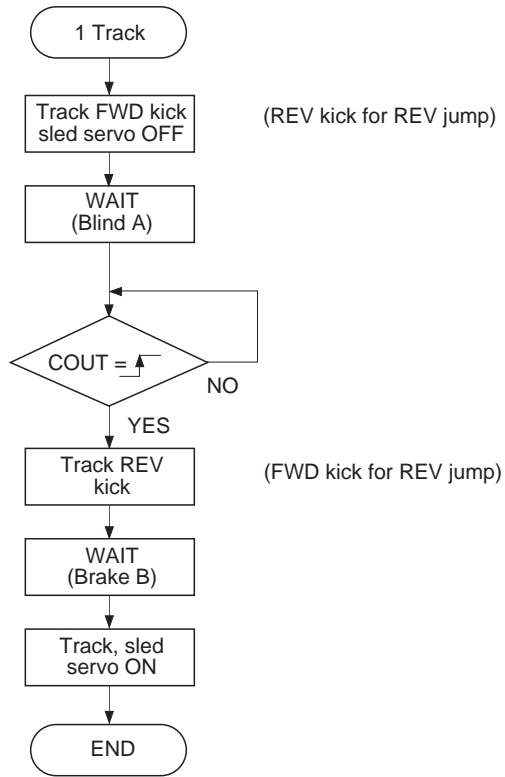 1 Track
Track FWD kick
sled servo OFF
(REV kick for REV jump)
WAIT
(Blind A)
COUT =
NO
YES
Track REV
kick
(FWD kick for REV jump)
WAIT
(Brake B)
Track, sled
servo ON
END